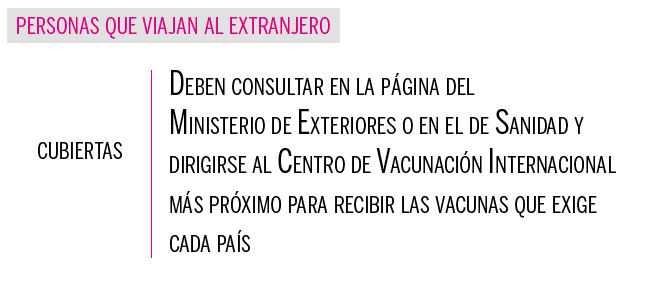 PERSONAS QUE VIAJAN AL EXTRANJERO
CUBIERTAS
DEBEN CONSULTAR EN LA PÁGINA DEL
MINISTERIO DE EXTERIORES O EN EL DE SANIDAD Y
DIRIGIRSE AL CENTRO DE VACUNACIÓN INTERNACIONAL
MÁS PRÓXIMO PARA RECIBIR LAS VACUNAS QUE EXIGE
CADA PAÍS